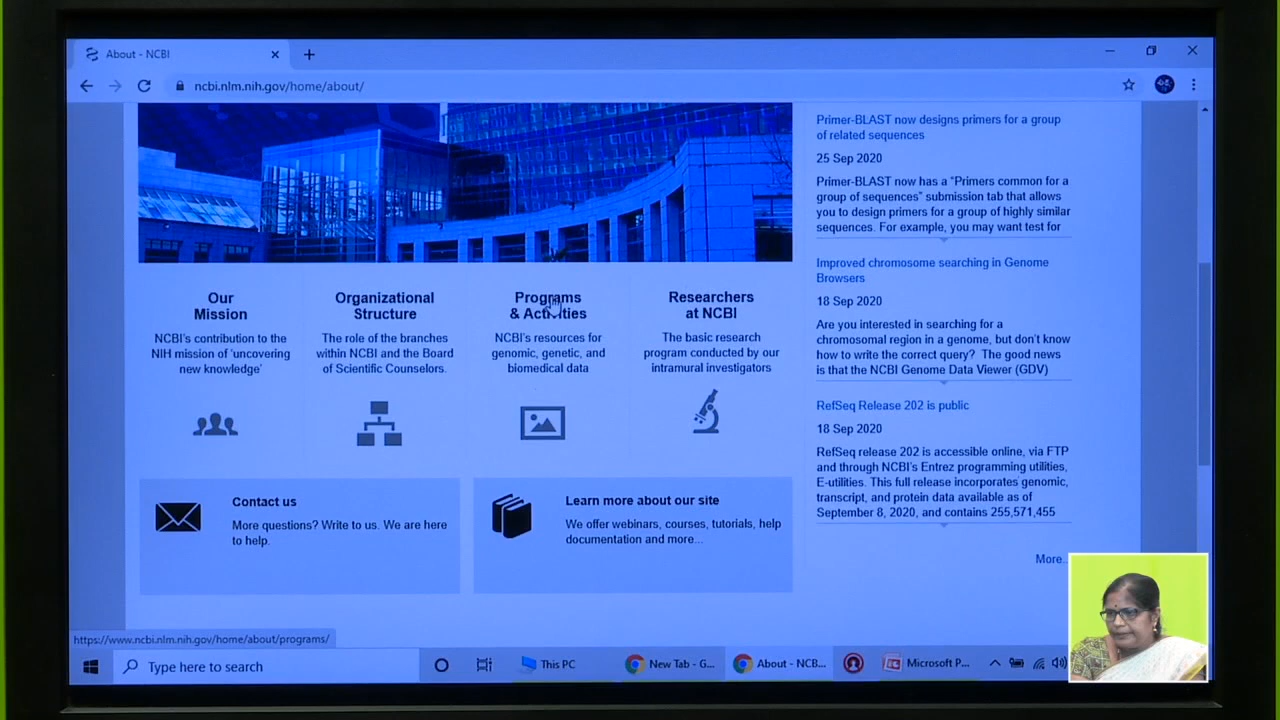 About - NCBI
ncbi.nlm.nih.gov/home/about/
Primer-BLAST now designs primers for a group
of related sequences
25 Sep 2020
Primer-BLAST now has a "Primers common for a
group of sequences" submission tab that allows
you to design primers for a group of highly similar
sequences. For example, you may want test for
Improved chromosome searching in Genome
Browsers
18 Sep 2020
Are you interested in searching for a
chromosomal region in a genome, but don't know
how to write the correct query? The good news
is that the NCBI Genome Data Viewer (GDV)
RefSeq Release 202 is public
18 Sep 2020
RefSeq release 202 is accessible online, via FTP
and through NCBI's Entrez programming utilities,
E-utilities. This full release incorporates genomic,
transcript, and protein data available as of
September 8, 2020, and contains 255,571,455
More..
Our
Mission
NCBI's contribution to the
NIH mission of 'uncovering
new knowledge'
Organizational
Structure
The role of the branches
within NCBI and the Board
of Scientific Counselors.
Programs
& Activities
NCBI's resources for
genomic, genetic, and
biomedical data
Researchers
at NCBI
The basic research
program conducted by our
intramural investigators
Contact us
More questions? Write to us. We are here
to help.
Learn more about our site
We offer webinars, courses, tutorials, help
documentation and more...
https://www.ncbi.nlm.nih.gov/home/about/programs/
Type here to search
This PC
New Tab - G...
About - NCB...
Microsoft P...